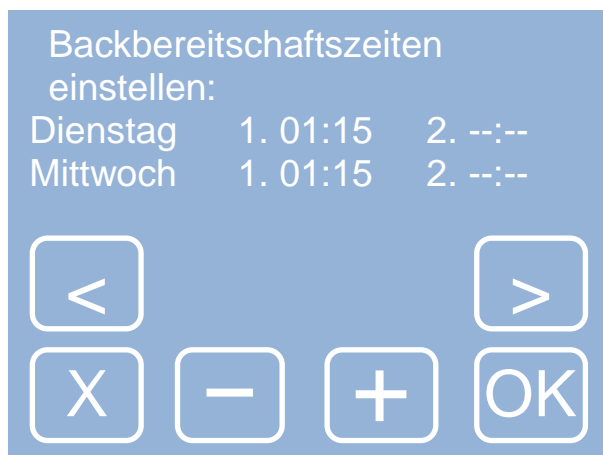 Backbereitschaftszeiten
einstellen:
Dienstag 1. 01:15 2. --:--
Mittwoch 1. 01:15 2. --:--
< >
X − + OK